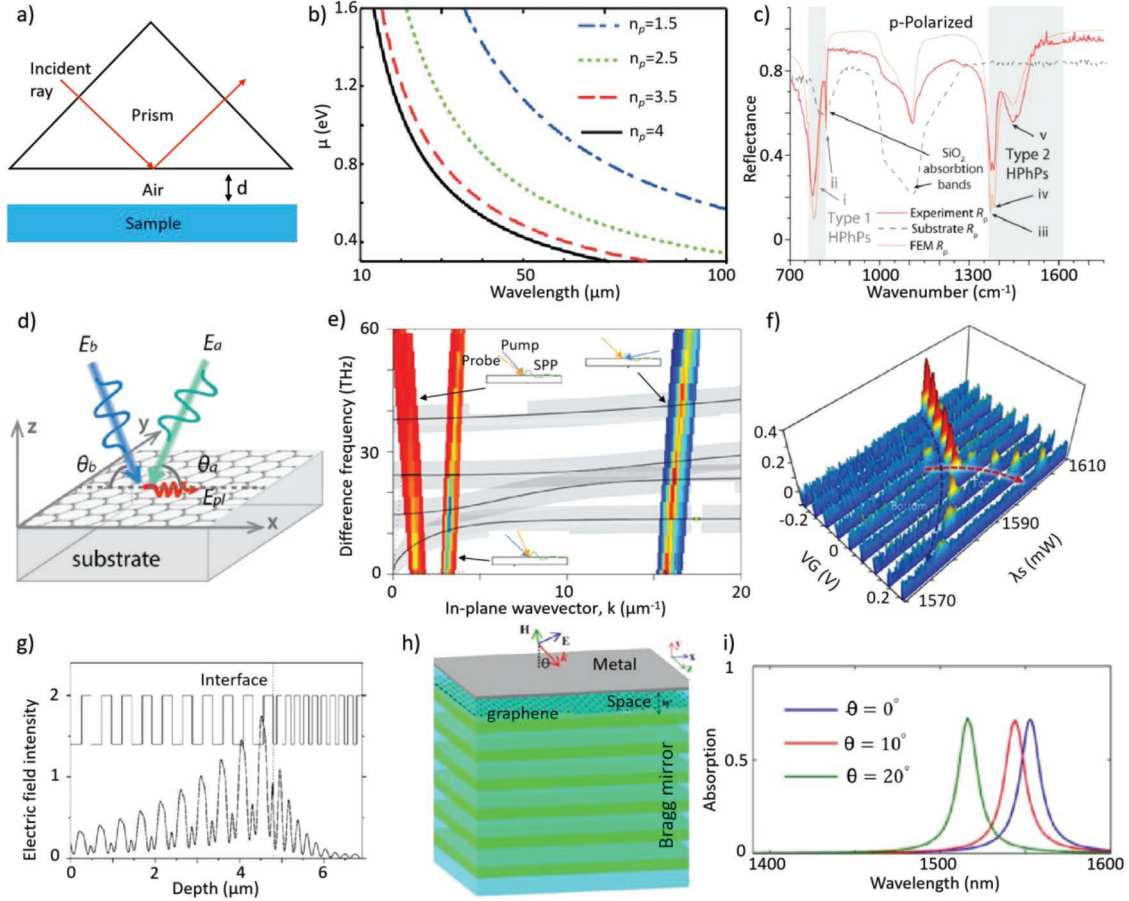 a)
Incident
ray
Prism
Air
d
Sample
b)
1.6
1.2
0.8
0.4
μ (eV)
10
50
100
Wavelength (μm)
n_p=1.5
n_p=2.5
n_p=3.5
n_p=4
c)
p-Polarized
0.8
0.4
0
Reflectance
700
1000
1300
1600
Wavenumber (cm⁻¹)
ii
i
Type 1
HPhPs
SiO₂
absorbtion
bands
v
Type 2
HPhPs
iv
iii
Experiment R_p
Substrate R_p
FEM R_p
d)
E_b
E_a
z
y
θ_b
θ_a
E_pl
x
substrate
e)
60
30
0
Difference frequency (THz)
Pump
Probe
SPP
0
10
20
In-plane wavevector, k (μm⁻¹)
f)
0.4
0.2
0
-0.2
0
0.2
VG (V)
1570
1590
1610
λs (mW)
Bottom
g)
Interface
2
1
0
Electric field intensity
0
2
4
6
Depth (μm)
h)
H
E
k
Θ
y
x
z
Metal
Space
graphene
Bragg mirror
i)
1
0.5
0
Absorption
θ = 0°
θ = 10°
θ = 20°
1400
1500
1600
Wavelength (nm)